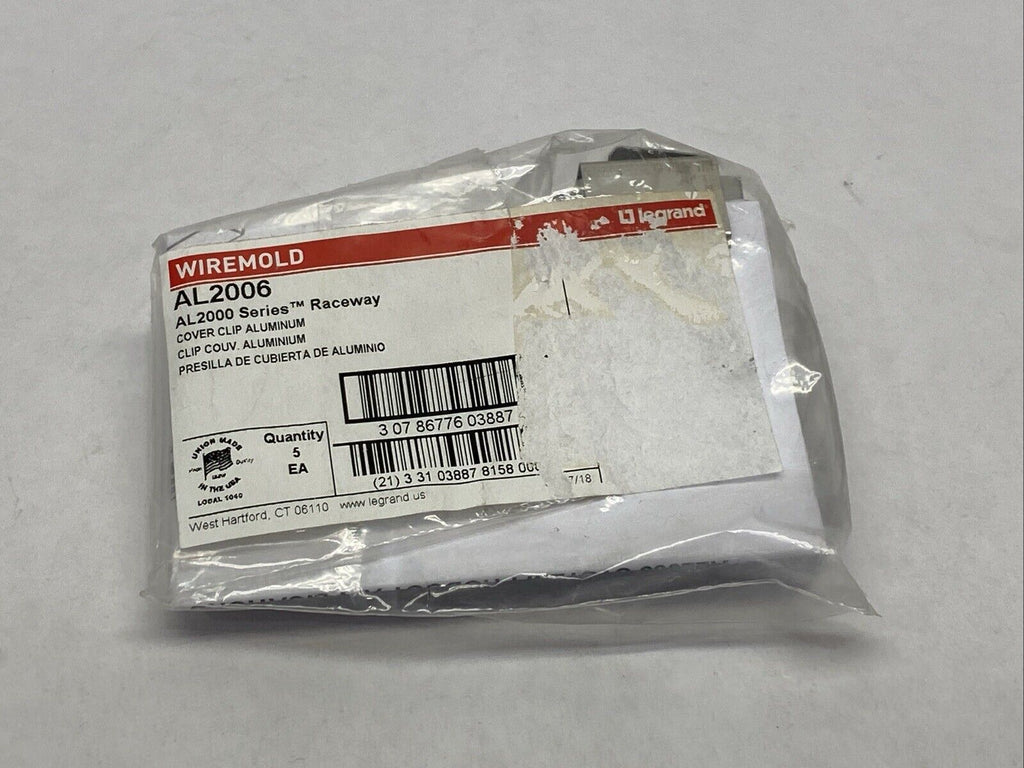 WIREMOLD
legrand
AL2006
AL2000 Series™ Raceway
COVER CLIP ALUMINUM
CLIP COUV. ALUMINIUM
PRESILLA DE CUBIERTA DE ALUMINIO
3 07 86776 03887
(21) 3 31 03887 8158
UNION MADE
IN THE USA
LOCAL 1040
Quantity
5
EA
7/18
West Hartford, CT 06110 www.legrand.us